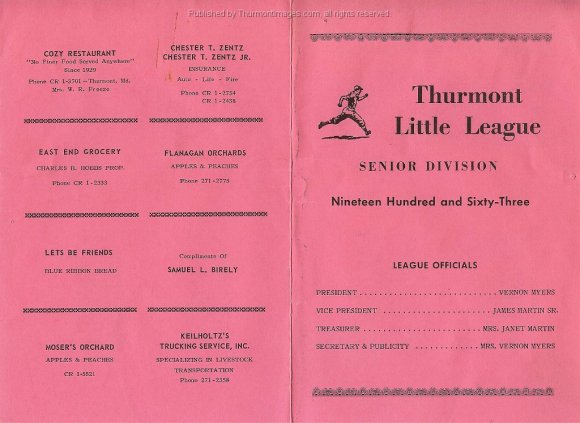 Published by Thurmontimages.com, all rights reserved
COZY RESTAURANT
"No Finer Food Served Anywhere"
Since 1929
Phone CR 1-3701 — Thurmont, Md.
Mrs. W. R. Freeze
CHESTER T. ZENTZ
CHESTER T. ZENTZ JR.
INSURANCE
Auto - Life - Fire
Phone CR 1-2754
CR 1-2458
EAST END GROCERY
CHARLES H. HOBBS PROP.
Phone CR 1-2333
FLANAGAN ORCHARDS
APPLES & PEACHES
Phone 271-2775
LETS BE FRIENDS
BLUE RIBBON BREAD
Compliments Of
SAMUEL L. BIRELY
MOSER'S ORCHARD
APPLES & PEACHES
CR 1-5521
KEILHOLTZ'S
TRUCKING SERVICE, INC.
SPECIALIZING IN LIVESTOCK
TRANSPORTATION
Phone 271-2358
Thurmont
Little League
SENIOR DIVISION
Nineteen Hundred and Sixty-Three
LEAGUE OFFICIALS
PRESIDENT . . . . . . . . . . . . . . . . . . . . . . . . . . VERNON MYERS
VICE PRESIDENT . . . . . . . . . . . . . . . . . . . . JAMES MARTIN SR.
TREASURER . . . . . . . . . . . . . . . . . . . . . . MRS. JANET MARTIN
SECRETARY & PUBLICITY . . . . . . . . . . . . MRS. VERNON MYERS